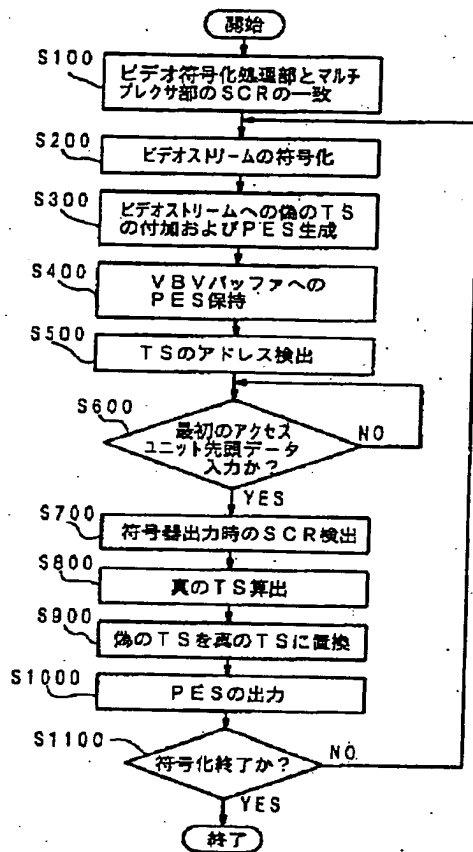 開始
S100
ビデオ符号化処理部とマルチ
プレクサ部のSCRの一致
S200
ビデオストリームの符号化
S300
ビデオストリームへの偽のTS
の付加およびPES生成
S400
VBVバッファへの
PES保持
S500
TSのアドレス検出
S600
最初のアクセス
ユニット先頭データ
入力か?
NO
YES
S700
符号器出力時のSCR検出
S800
真のTS算出
S900
偽のTSを真のTSに置換
S1000
PESの出力
S1100
符号化終了か?
NO
YES
終了